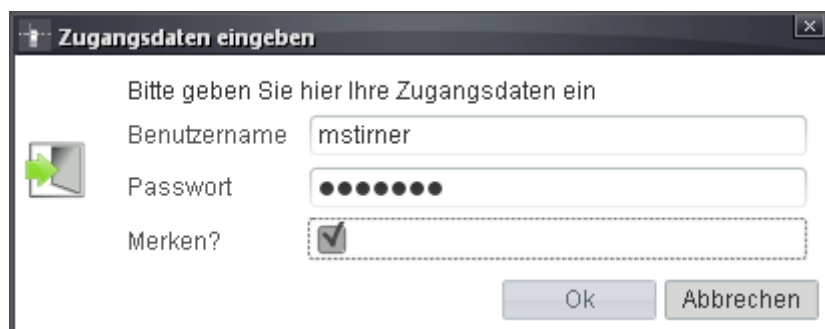 Zugangsdaten eingeben
Bitte geben Sie hier Ihre Zugangsdaten ein
Benutzername mstirner
Passwort ●●●●●●●
Merken?
Ok Abbrechen